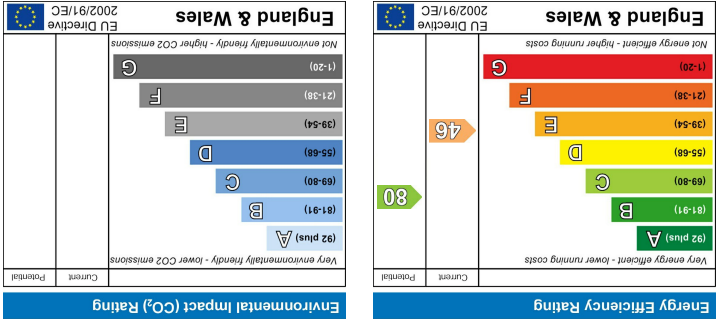 Energy Efficiency Rating
Current Potential
Very energy efficient - lower running costs
(92 plus) A
(81-91) B
(69-80) C
(55-68) D
(39-54) E
(21-38) F
(1-20) G
Not energy efficient - higher running costs
46
80
England & Wales
EU Directive
2002/91/EC
Environmental Impact (CO₂) Rating
Current Potential
Very environmentally friendly - lower CO2 emissions
(92 plus) A
(81-91) B
(69-80) C
(55-68) D
(39-54) E
(21-38) F
(1-20) G
Not environmentally friendly - higher CO2 emissions
England & Wales
EU Directive
2002/91/EC